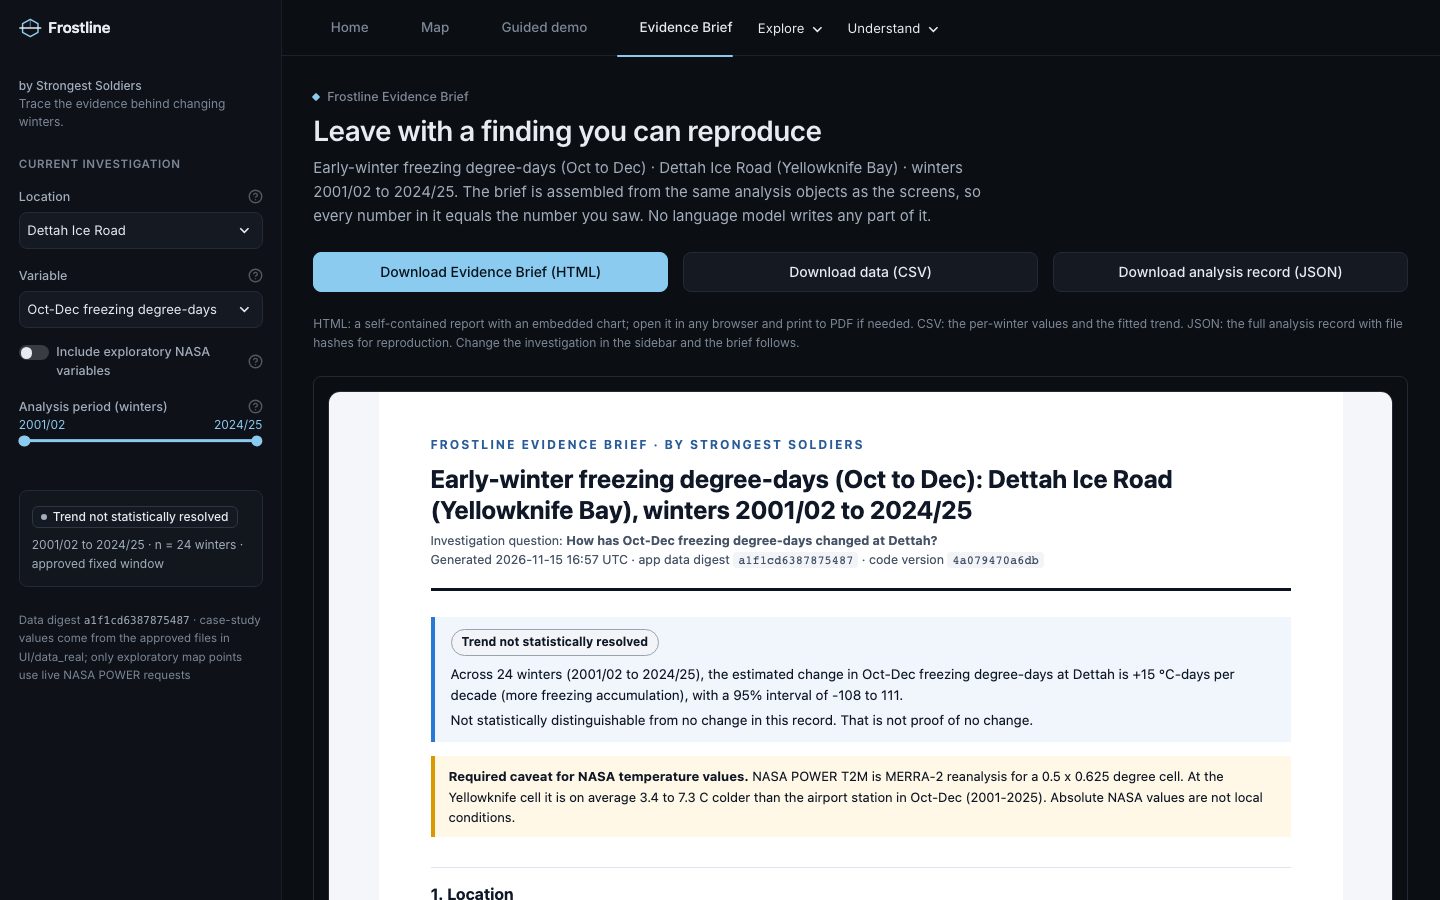 Frostline
by Strongest Soldiers
Trace the evidence behind changing
winters.
CURRENT INVESTIGATION
Location
Dettah Ice Road
Variable
Oct-Dec freezing degree-days
Include exploratory NASA
variables
Analysis period (winters)
2001/02 2024/25
Trend not statistically resolved
2001/02 to 2024/25 · n = 24 winters ·
approved fixed window
Data digest a1f1cd6387875487 · case-study
values come from the approved files in
UI/data_real; only exploratory map points
use live NASA POWER requests
Home Map Guided demo Evidence Brief Explore Understand
Frostline Evidence Brief
Leave with a finding you can reproduce
Early-winter freezing degree-days (Oct to Dec) · Dettah Ice Road (Yellowknife Bay) · winters
2001/02 to 2024/25. The brief is assembled from the same analysis objects as the screens, so
every number in it equals the number you saw. No language model writes any part of it.
Download Evidence Brief (HTML) Download data (CSV) Download analysis record (JSON)
HTML: a self-contained report with an embedded chart; open it in any browser and print to PDF if needed. CSV: the per-winter values and the fitted trend. JSON: the full analysis record with file
hashes for reproduction. Change the investigation in the sidebar and the brief follows.
FROSTLINE EVIDENCE BRIEF · BY STRONGEST SOLDIERS
Early-winter freezing degree-days (Oct to Dec): Dettah Ice Road
(Yellowknife Bay), winters 2001/02 to 2024/25
Investigation question: How has Oct-Dec freezing degree-days changed at Dettah?
Generated 2026-11-15 16:57 UTC · app data digest a1f1cd6387875487 · code version 4a079470a6db
Trend not statistically resolved
Across 24 winters (2001/02 to 2024/25), the estimated change in Oct-Dec freezing degree-days at Dettah is +15 °C-days per
decade (more freezing accumulation), with a 95% interval of -108 to 111.
Not statistically distinguishable from no change in this record. That is not proof of no change.
Required caveat for NASA temperature values. NASA POWER T2M is MERRA-2 reanalysis for a 0.5 x 0.625 degree cell. At the
Yellowknife cell it is on average 3.4 to 7.3 C colder than the airport station in Oct-Dec (2001-2025). Absolute NASA values are not local
conditions.
1. Location